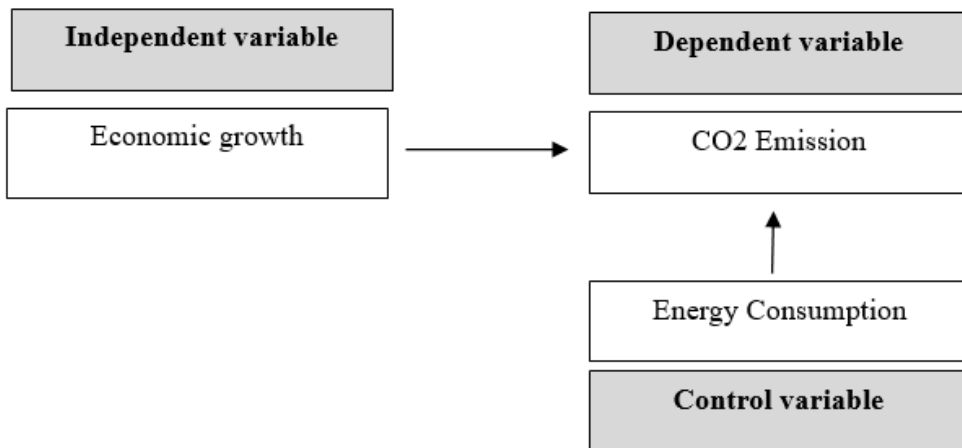 Independent variable
Dependent variable
Economic growth
CO2 Emission
Energy Consumption
Control variable